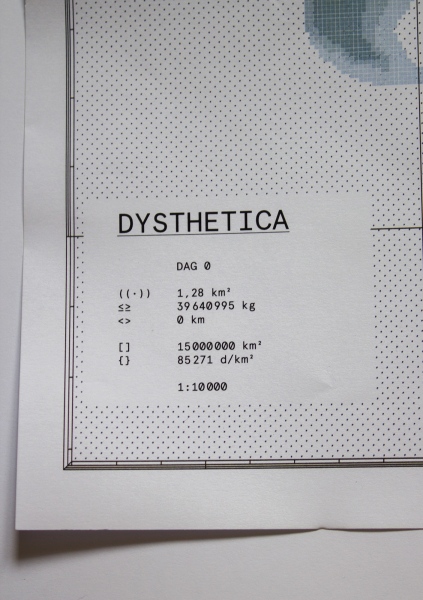 DYSTHETICA
DAG 0
((·)) 1,28 km²
≤≥ 39640995 kg
<> 0 km
[] 15000000 km²
{} 85271 d/km²
1:10000